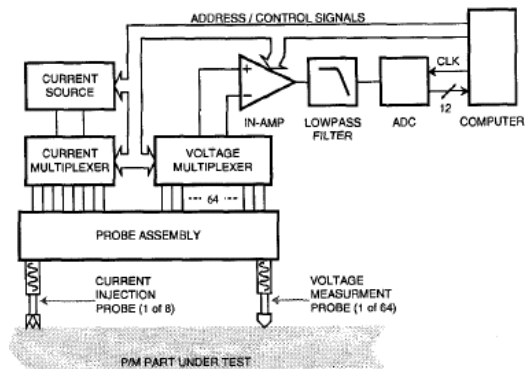 ADDRESS / CONTROL SIGNALS
CURRENT
SOURCE
+
−
IN-AMP
LOWPASS
FILTER
ADC
CLK
12
COMPUTER
CURRENT
MULTIPLEXER
VOLTAGE
MULTIPLEXER
64
PROBE ASSEMBLY
CURRENT
INJECTION
PROBE (1 of 8)
VOLTAGE
MEASURMENT
PROBE (1 of 64)
P/M PART UNDER TEST